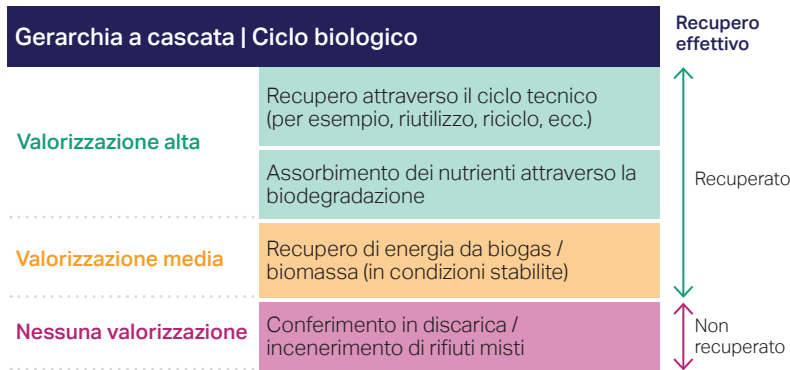 Gerarchia a cascata | Ciclo biologico
Recupero
effettivo
Valorizzazione alta
Recupero attraverso il ciclo tecnico
(per esempio, riutilizzo, riciclo, ecc.)
Assorbimento dei nutrienti attraverso la
biodegradazione
Recuperato
Valorizzazione media
Recupero di energia da biogas /
biomassa (in condizioni stabilite)
Nessuna valorizzazione
Conferimento in discarica /
incenerimento di rifiuti misti
Non
recuperato